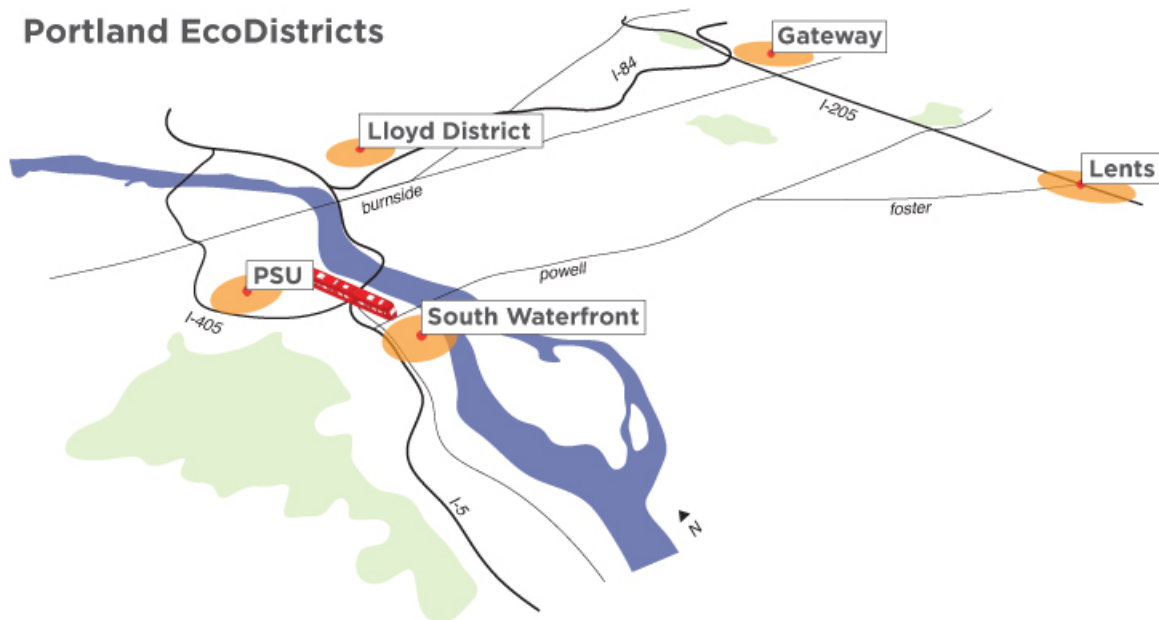 Portland EcoDistricts
Gateway
I-84
I-205
Lloyd District
Lents
burnside
foster
PSU
powell
I-405
South Waterfront
I-5
N